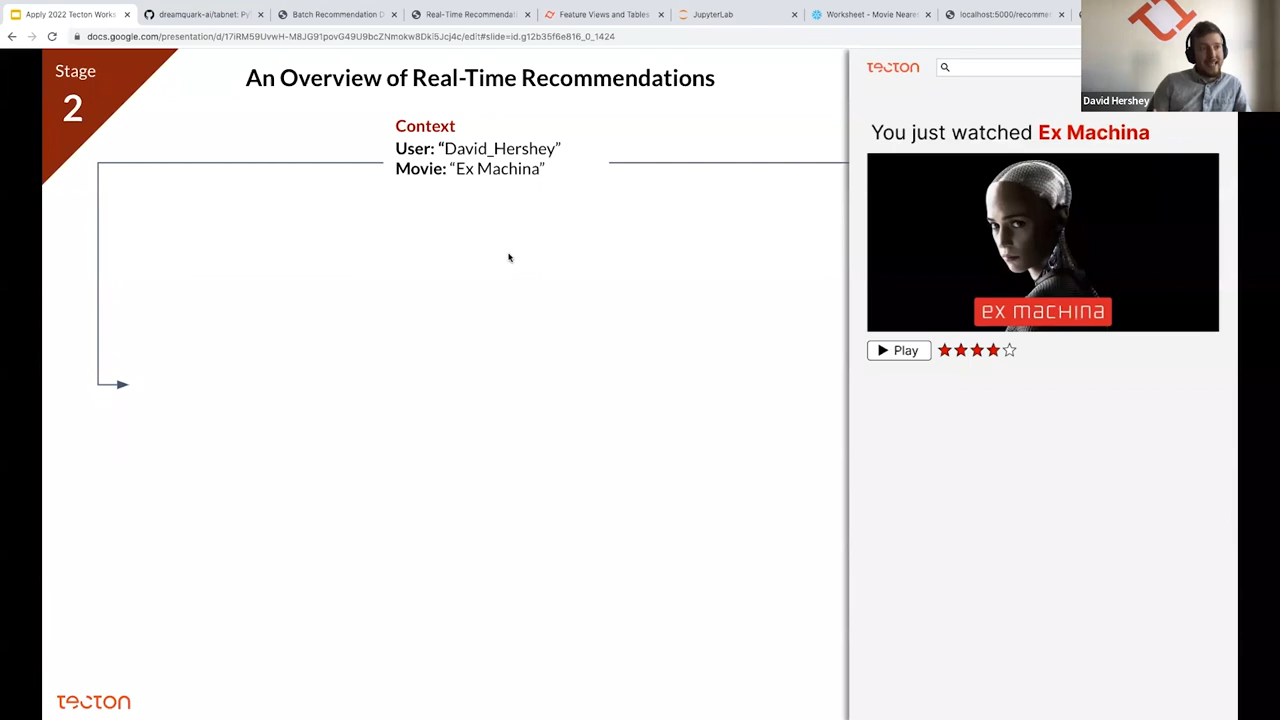 Apply 2022 Tecton Works
dreamquark-ai/tabnet: Py
Batch Recommendation D
Real-Time Recommendati
Feature Views and Tables
JupyterLab
Worksheet - Movie Neare
localhost:5000/recomme
docs.google.com/presentation/d/17iRM59UvwH-M8JG91povG49U9bcZNmokw8Dkl5Jcj4c/edit#slide=id.g12b35f6e816_0_1424
David Hershey
Stage
2
An Overview of Real-Time Recommendations
Context
User: “David_Hershey”
Movie: “Ex Machina”
tecton
You just watched Ex Machina
ex machina
Play
tecton